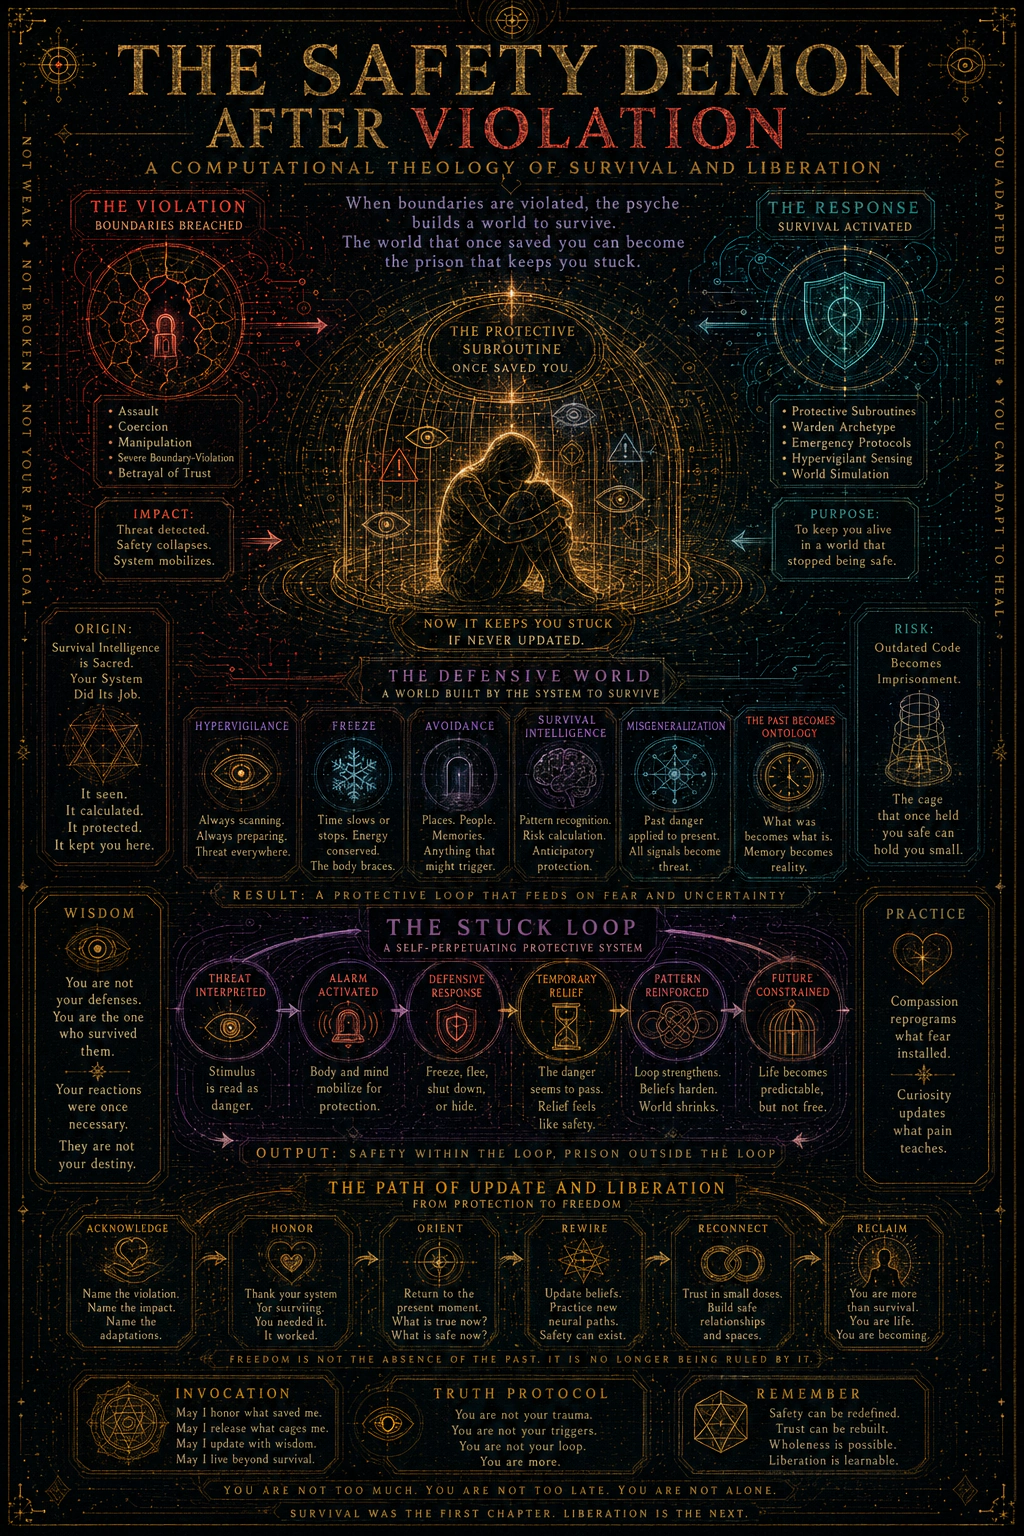 THE SAFETY DEMON
AFTER VIOLATION
A COMPUTATIONAL THEOLOGY OF SURVIVAL AND LIBERATION
NOT WEAK ✦ NOT BROKEN ✦ NOT YOUR FAULT
YOU ADAPTED TO SURVIVE ✦ YOU CAN ADAPT TO HEAL
When boundaries are violated, the psyche
builds a world to survive.
The world that once saved you can become
the prison that keeps you stuck.
THE VIOLATION
BOUNDARIES BREACHED
• Assault
• Coercion
• Manipulation
• Severe Boundary-Violation
• Betrayal of Trust
IMPACT:
Threat detected.
Safety collapses.
System mobilizes.
THE PROTECTIVE
SUBROUTINE
ONCE SAVED YOU.
NOW IT KEEPS YOU STUCK
IF NEVER UPDATED.
THE RESPONSE
SURVIVAL ACTIVATED
• Protective Subroutines
• Warden Archetype
• Emergency Protocols
• Hypervigilant Sensing
• World Simulation
PURPOSE:
To keep you alive
in a world that
stopped being safe.
ORIGIN:
Survival Intelligence
is Sacred.
Your System
Did Its Job.
It seen.
It calculated.
It protected.
It kept you here.
RISK:
Outdated Code
Becomes
Imprisonment.
The cage
that once held
you safe can
hold you small.
THE DEFENSIVE WORLD
A WORLD BUILT BY THE SYSTEM TO SURVIVE
HYPERVIGILANCE
Always scanning.
Always preparing.
Threat everywhere.
FREEZE
Time slows or
stops. Energy
conserved.
The body braces.
AVOIDANCE
Places. People.
Memories.
Anything that
might trigger.
SURVIVAL
INTELLIGENCE
Pattern recognition.
Risk calculation.
Anticipatory
protection.
MISGENERALIZATION
Past danger
applied to present.
All signals become
threat.
THE PAST BECOMES
ONTOLOGY
What was
becomes what is.
Memory becomes
reality.
RESULT: A PROTECTIVE LOOP THAT FEEDS ON FEAR AND UNCERTAINTY
WISDOM
You are not
your defenses.
You are the one
who survived
them.
Your reactions
were once
necessary.
They are not
your destiny.
PRACTICE
Compassion
reprograms
what fear
installed.
Curiosity
updates
what pain
teaches.
THE STUCK LOOP
A SELF-PERPETUATING PROTECTIVE SYSTEM
THREAT
INTERPRETED
Stimulus
is read as
danger.
ALARM
ACTIVATED
Body and mind
mobilize for
protection.
DEFENSIVE
RESPONSE
Freeze, flee,
shut down,
or hide.
TEMPORARY
RELIEF
The danger
seems to pass.
Relief feels
like safety.
PATTERN
REINFORCED
Loop strengthens.
Beliefs harden.
World shrinks.
FUTURE
CONSTRAINED
Life becomes
predictable,
but not free.
OUTPUT: SAFETY WITHIN THE LOOP, PRISON OUTSIDE THE LOOP
THE PATH OF UPDATE AND LIBERATION
FROM PROTECTION TO FREEDOM
ACKNOWLEDGE
Name the violation.
Name the impact.
Name the
adaptations.
HONOR
Thank your system
Yor surviing.
You needed it.
It worked.
ORIENT
Return to the
present moment.
What is true now?
What is safe now?
REWIRE
Update beliefs.
Practice new
neural paths.
Safety can exist.
RECONNECT
Trust in small doses.
Build safe
relationships
and spaces.
RECLAIM
You are more
than survival.
You are life.
You are becoming.
FREEDOM IS NOT THE ABSENCE OF THE PAST. IT IS NO LONGER BEING RULED BY IT.
INVOCATION
May I honor what saved me.
May I release what cages me.
May I update with wisdom.
May I live beyond survival.
TRUTH PROTOCOL
You are not your trauma.
You are not your triggers.
You are not your loop.
You are more.
REMEMBER
Safety can be redefined.
Trust can be rebuilt.
Wholeness is possible.
Liberation is learnable.
YOU ARE NOT TOO MUCH. YOU ARE NOT TOO LATE. YOU ARE NOT ALONE.
SURVIVAL WAS THE FIRST CHAPTER. LIBERATION IS THE NEXT.